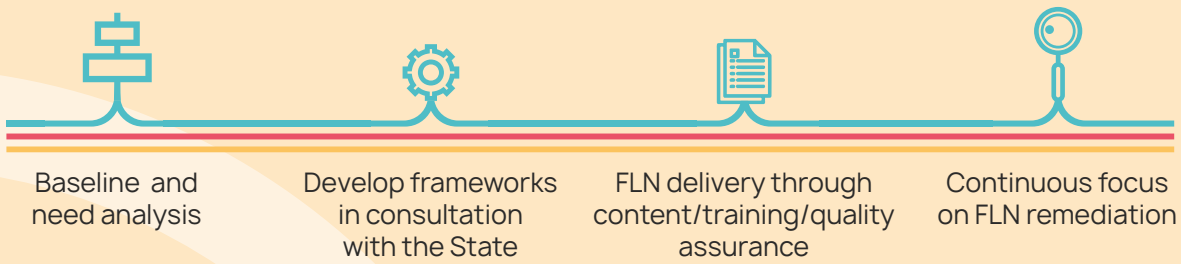 Baseline and
need analysis
Develop frameworks
in consultation
with the State
FLN delivery through
content/training/quality
assurance
Continuous focus
on FLN remediation